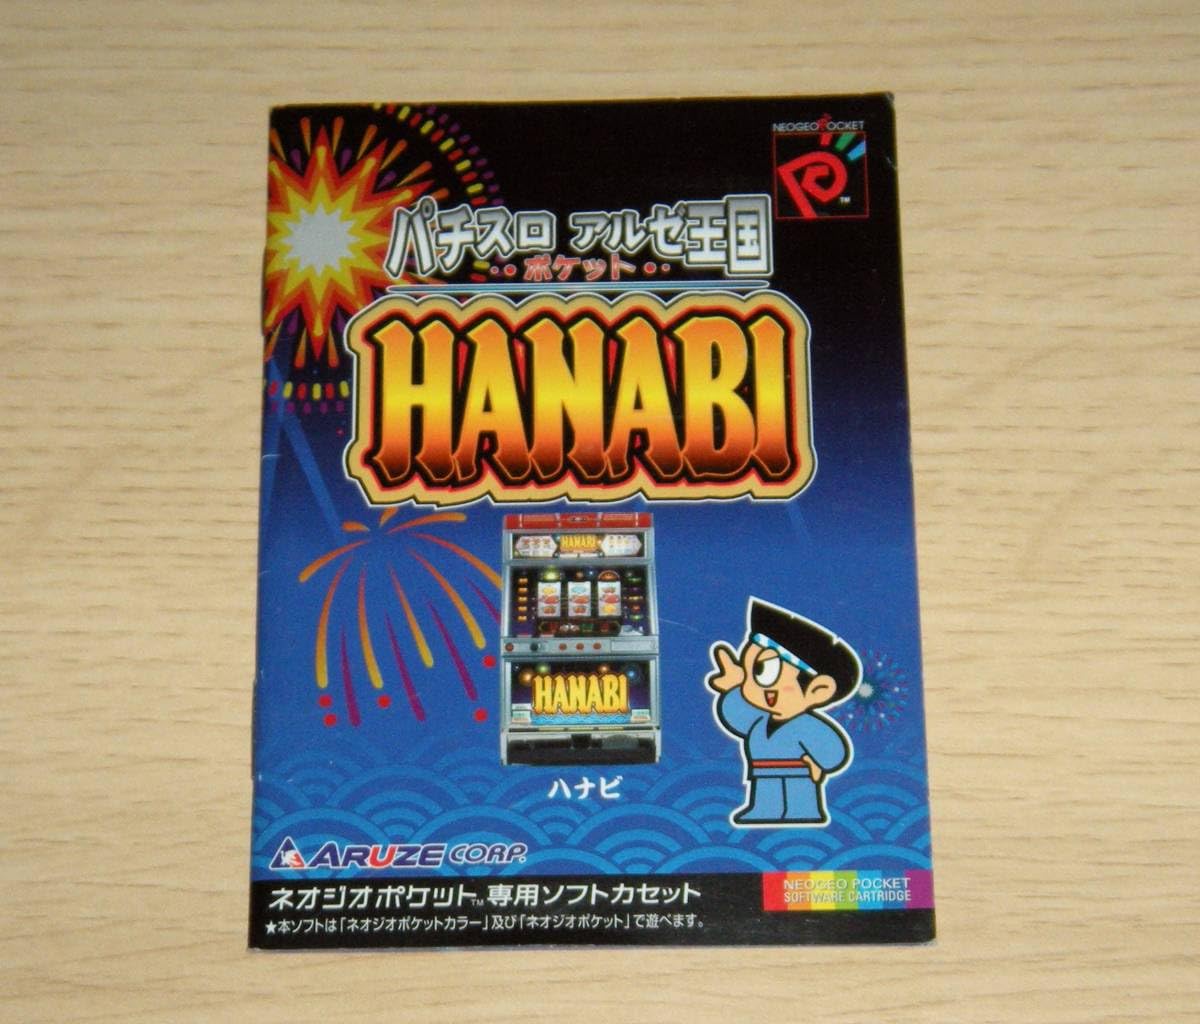 NEOGEO POCKET
TM
パチスロ アルゼ王国
‥ポケット‥
HANABI
HANABI
HANABI
ハナビ
ARUZE CORP.
ネオジオポケット™専用ソフトカセット
★本ソフトは「ネオジオポケットカラー」及び「ネオジオポケット」で遊べます。
NEOGEO POCKET
SOFTWARE CARTRIDGE